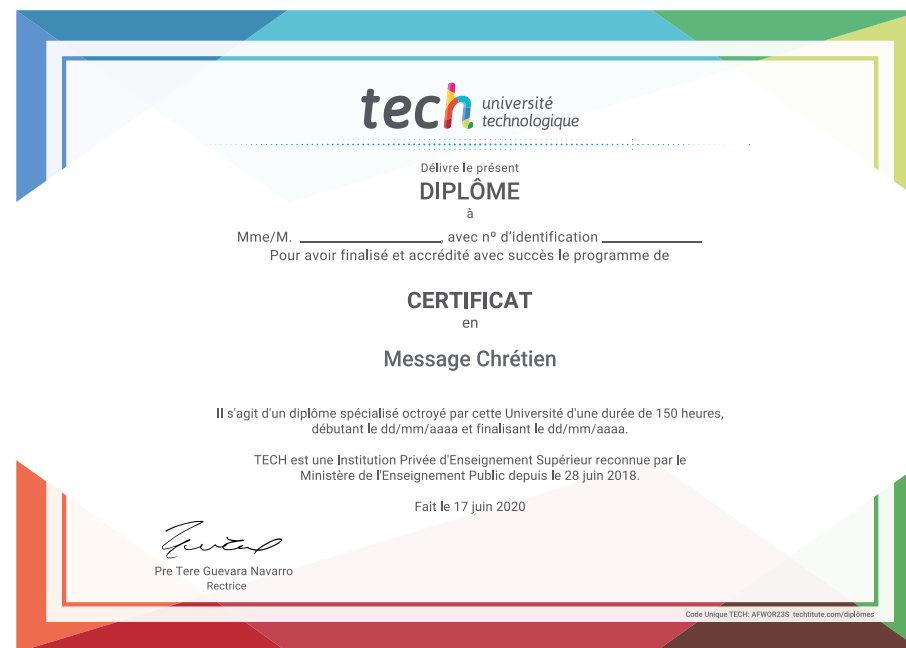 tech université
technologique
Délivre le présent
DIPLÔME
à
Mme/M. ____________________, avec nº d'identification ______________
Pour avoir finalisé et accrédité avec succès le programme de
CERTIFICAT
en
Message Chrétien
Il s'agit d'un diplôme spécialisé octroyé par cette Université d'une durée de 150 heures,
débutant le dd/mm/aaaa et finalisant le dd/mm/aaaa.
TECH est une Institution Privée d'Enseignement Supérieur reconnue par le
Ministère de l'Enseignement Public depuis le 28 juin 2018.
Fait le 17 juin 2020
Pre Tere Guevara Navarro
Rectrice
Code Unique TECH: AFWOR23S techtitute.com/diplômes